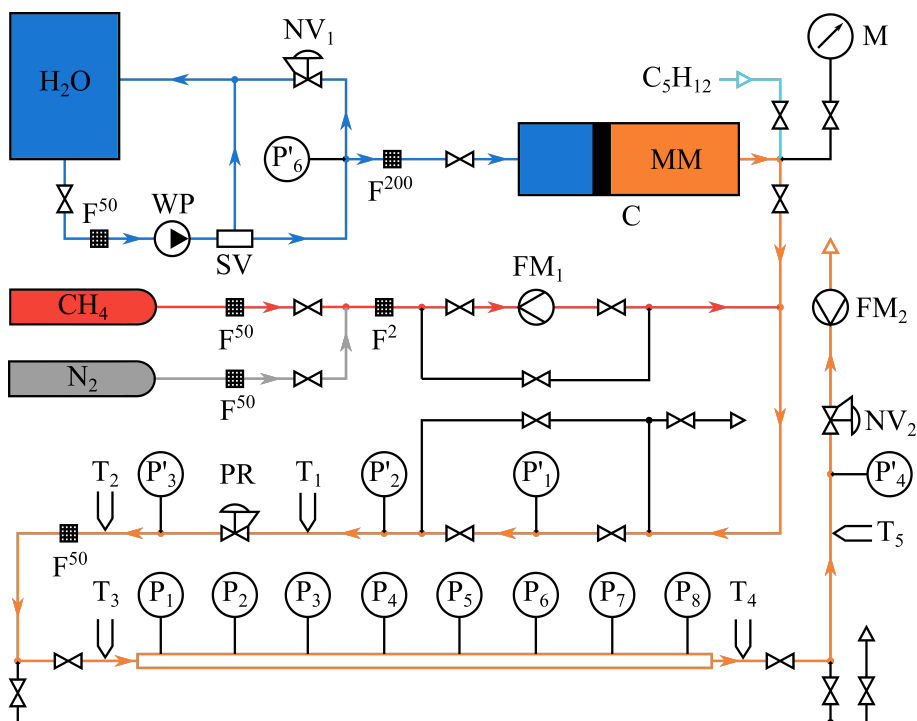 NV₁
M
H₂O
C₅H₁₂
P'₆
MM
F²⁰⁰
F⁵⁰
WP
SV
C
FM₁
CH₄
F⁵⁰
F²
FM₂
N₂
F⁵⁰
NV₂
T₂
P'₃
PR
T₁
P'₂
P'₁
P'₄
F⁵⁰
T₅
T₃
P₁
P₂
P₃
P₄
P₅
P₆
P₇
P₈
T₄